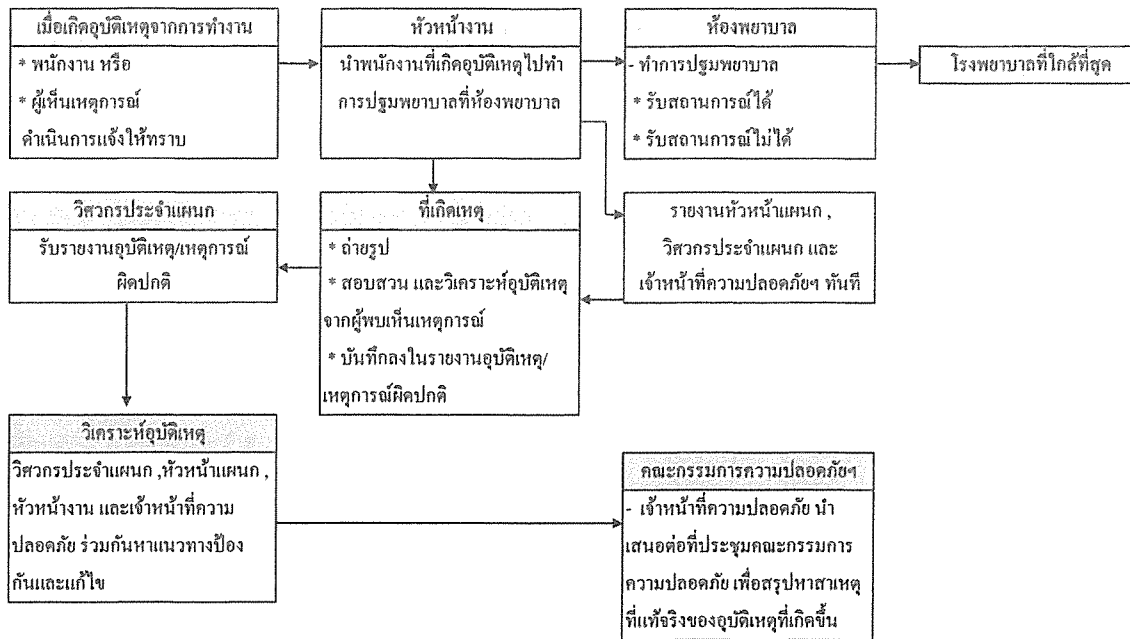 เมื่อเกิดอุบัติเหตุจากการทำงาน
* พนักงาน หรือ
* ผู้เห็นเหตุการณ์
ดำเนินการแจ้งให้ทราบ
หัวหน้างาน
นำพนักงานที่เกิดอุบัติเหตุไปทำ
การปฐมพยาบาลที่ห้องพยาบาล
ห้องพยาบาล
- ทำการปฐมพยาบาล
* รับสถานการณ์ได้
* รับสถานการณ์ไม่ได้
โรงพยาบาลที่ใกล้ที่สุด
วิศวกรประจำแผนก
รับรายงานอุบัติเหตุ/เหตุการณ์
ผิดปกติ
ที่เกิดเหตุ
* ถ่ายรูป
* สอบสวน และวิเคราะห์อุบัติเหตุ
จากผู้พบเห็นเหตุการณ์
* บันทึกลงในรายงานอุบัติเหตุ/
เหตุการณ์ผิดปกติ
รายงานหัวหน้าแผนก ,
วิศวกรประจำแผนก และ
เจ้าหน้าที่ความปลอดภัยฯ ทันที
วิเคราะห์อุบัติเหตุ
วิศวกรประจำแผนก ,หัวหน้าแผนก ,
หัวหน้างาน และเจ้าหน้าที่ความ
ปลอดภัย ร่วมกันหาแนวทางป้อง
กันและแก้ไข
คณะกรรมการความปลอดภัยฯ
- เจ้าหน้าที่ความปลอดภัย นำ
เสนอต่อที่ประชุมคณะกรรมการ
ความปลอดภัย เพื่อสรุปหาสาเหตุ
ที่แท้จริงของอุบัติเหตุที่เกิดขึ้น